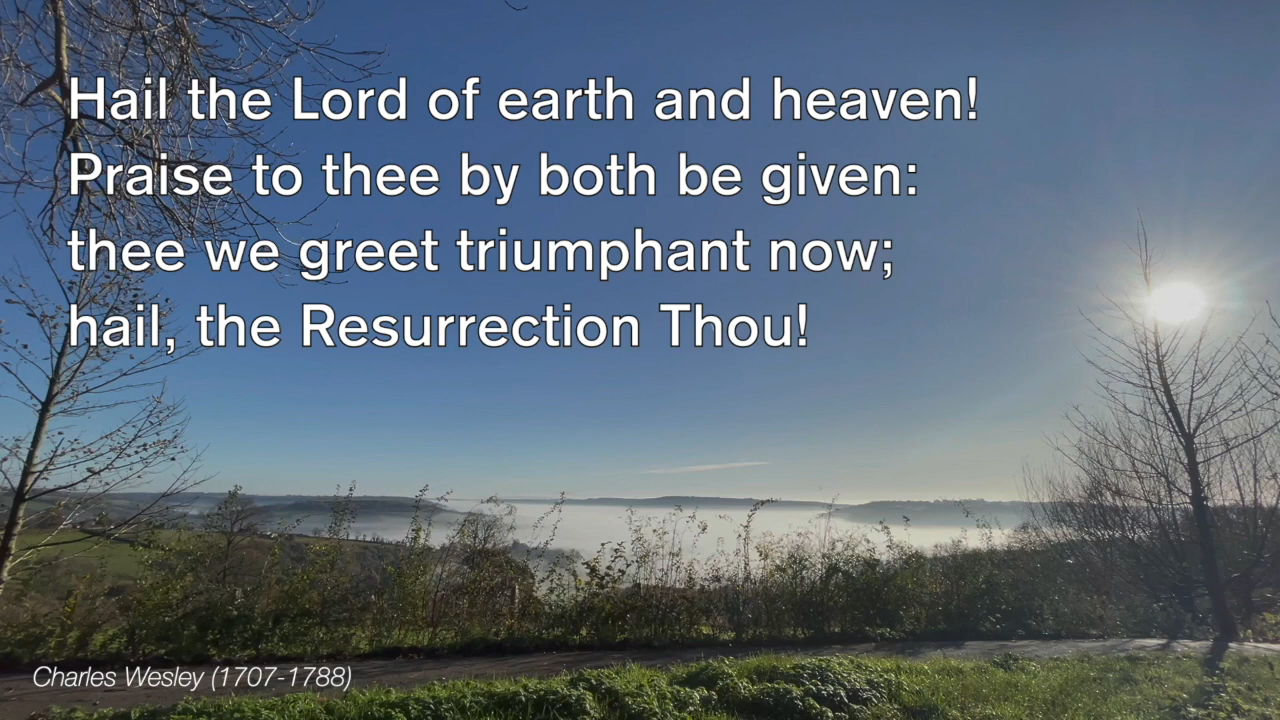 Hail the Lord of earth and heaven!
Praise to thee by both be given:
thee we greet triumphant now;
hail, the Resurrection Thou!
Charles Wesley (1707-1788)